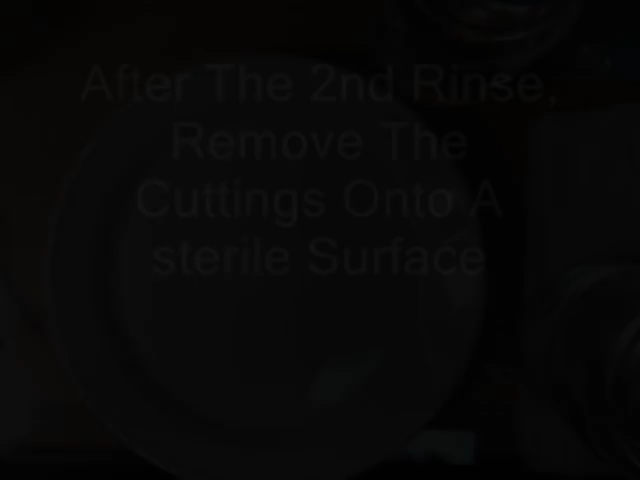 After The 2nd Rinse,
Remove The
Cuttings Onto A
sterile Surface